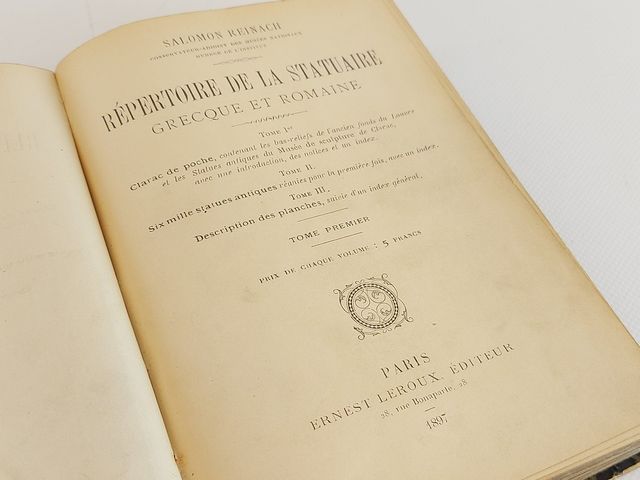 SALOMON REINACH
CONSERVATEUR-ADJOINT DES MUSÉES NATIONAUX
MEMBRE DE L'INSTITUT
RÉPERTOIRE DE LA STATUAIRE
GRECQUE ET ROMAINE
TOME Ier
Clarac de poche, contenant les bas-reliefs de l'ancien fonds du Louvre
et les Statues antiques du Musée de sculpture de Clarac,
avec une introduction, des notices et un index.
TOME II.
Six mille statues antiques réunies pour la première fois, avec un index.
TOME III.
Description des planches, suivie d'un index général.
TOME PREMIER
PRIX DE CHAQUE VOLUME : 5 FRANCS
PARIS
ERNEST LEROUX, ÉDITEUR
28, rue Bonaparte, 28
1897